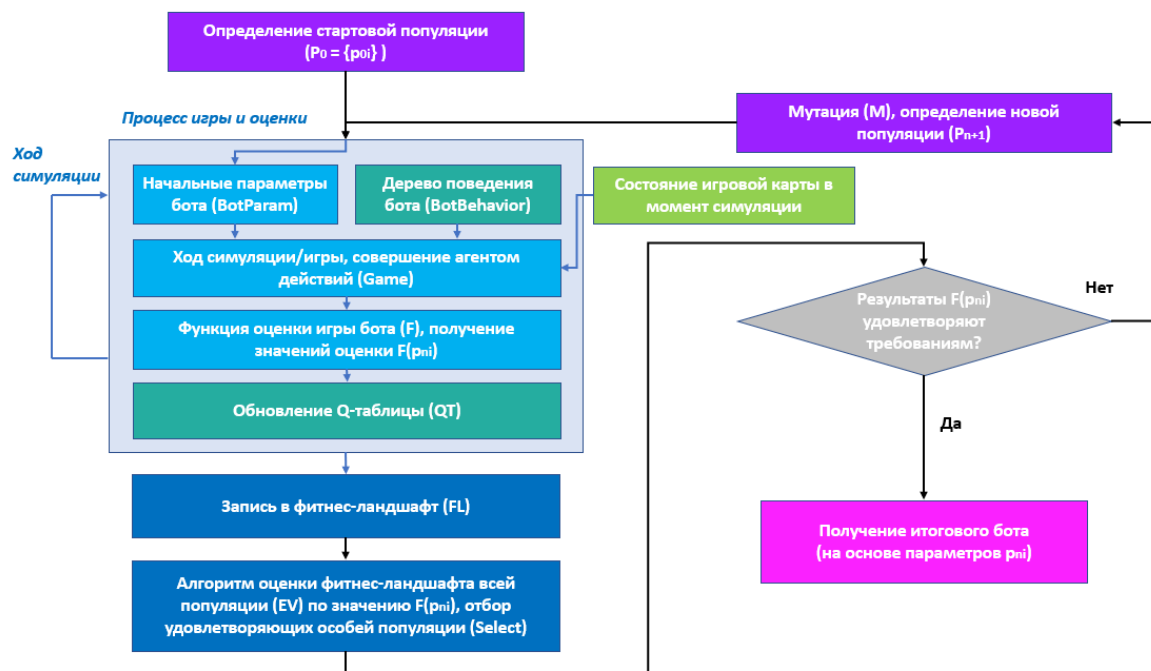 Определение стартовой популяции
(P₀ = {p₀ᵢ} )
Процесс игры и оценки
Мутация (M), определение новой
популяции (Pₙ₊₁)
Ход
симуляции
Начальные параметры
бота (BotParam)
Дерево поведения
бота (BotBehavior)
Состояние игровой карты в
момент симуляции
Ход симуляции/игры, совершение агентом
действий (Game)
Функция оценки игры бота (F), получение
значений оценки F(pₙᵢ)
Обновление Q-таблицы (QT)
Результаты F(pₙᵢ)
удовлетворяют
требованиям?
Нет
Да
Запись в фитнес-ландшафт (FL)
Получение итогового бота
(на основе параметров pₙᵢ)
Алгоритм оценки фитнес-ландшафта всей
популяции (EV) по значению F(pₙᵢ), отбор
удовлетворяющих особей популяции (Select)